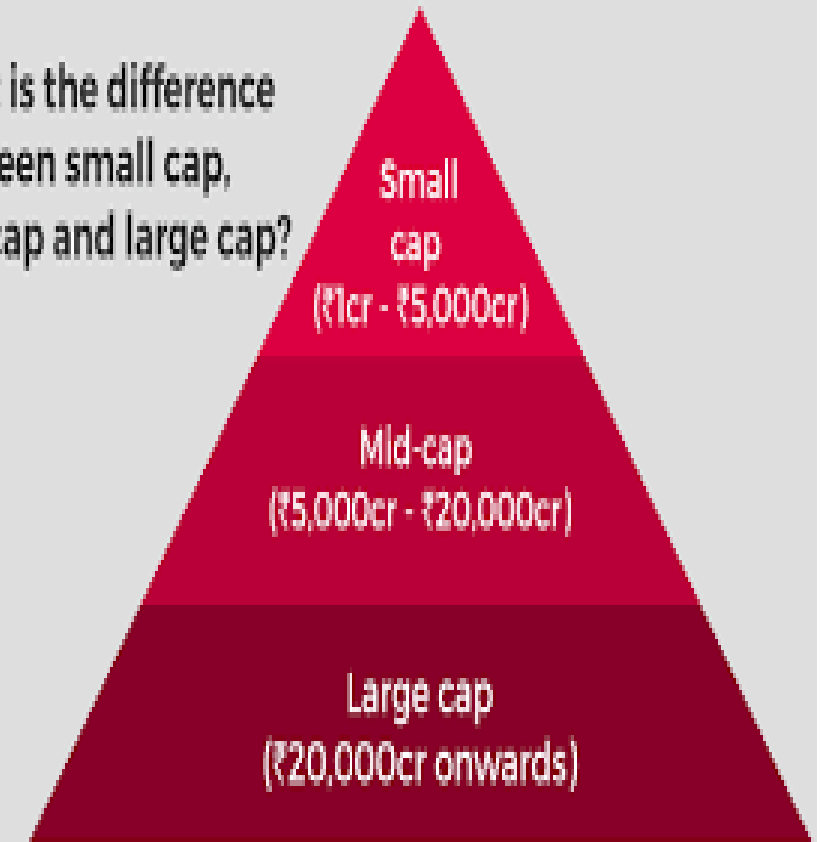 is the difference
een small cap,
cap and large cap?
Small
cap
(₹1cr - ₹5,000cr)
Mid-cap
(₹5,000cr - ₹20,000cr)
Large cap
(₹20,000cr onwards)